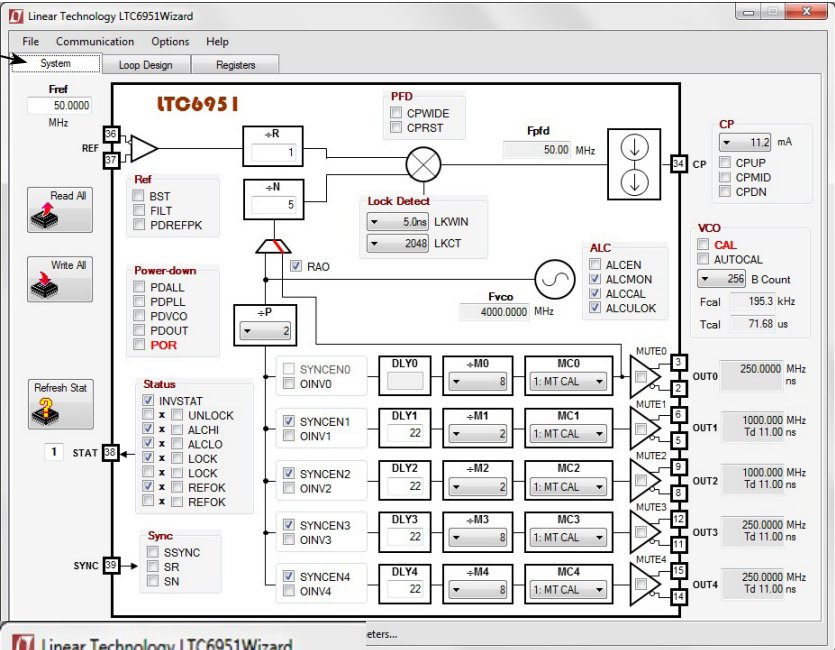 Linear Technology LTC6951Wizard
File Communication Options Help
System Loop Design Registers
Fref
50.0000
MHz
REF
36
37
LTC6951
÷R
1
÷N
5
PFD
CPWIDE
CPRST
Fpfd
50.00 MHz
34 CP
CP
11.2 mA
CPUP
CPMID
CPDN
Read All
Write All
Refresh Stat
Ref
BST
FILT
PDREFPK
Lock Detect
5.0ns LKWIN
2048 LKCT
VCO
CAL
AUTOCAL
256 B Count
Fcal 195.3 kHz
Tcal 71.68 us
Power-down
PDALL
PDPLL
PDVCO
PDOUT
POR
RAO
÷P
2
ALC
ALCEN
ALCMON
ALCCAL
ALCULOK
Fvco
4000.0000 MHz
Status
INVSTAT
x UNLOCK
x ALCHI
x ALCLO
x LOCK
x LOCK
x REFOK
x REFOK
1 STAT 38
Sync
SSYNC
SR
SN
SYNC 39
SYNCEN0
OINV0
DLY0
÷M0
8
MC0
1: MT CAL
MUTE0
3
2
OUT0
250.0000 MHz
ns
SYNCEN1
OINV1
DLY1
22
÷M1
2
MC1
1: MT CAL
MUTE1
6
5
OUT1
1000.000 MHz
Td 11.00 ns
SYNCEN2
OINV2
DLY2
22
÷M2
2
MC2
1: MT CAL
MUTE2
9
8
OUT2
1000.000 MHz
Td 11.00 ns
SYNCEN3
OINV3
DLY3
22
÷M3
8
MC3
1: MT CAL
MUTE3
12
11
OUT3
250.0000 MHz
Td 11.00 ns
SYNCEN4
OINV4
DLY4
22
÷M4
8
MC4
1: MT CAL
MUTE4
15
14
OUT4
250.0000 MHz
Td 11.00 ns
eters...
Linear Technology LTC6951Wizard